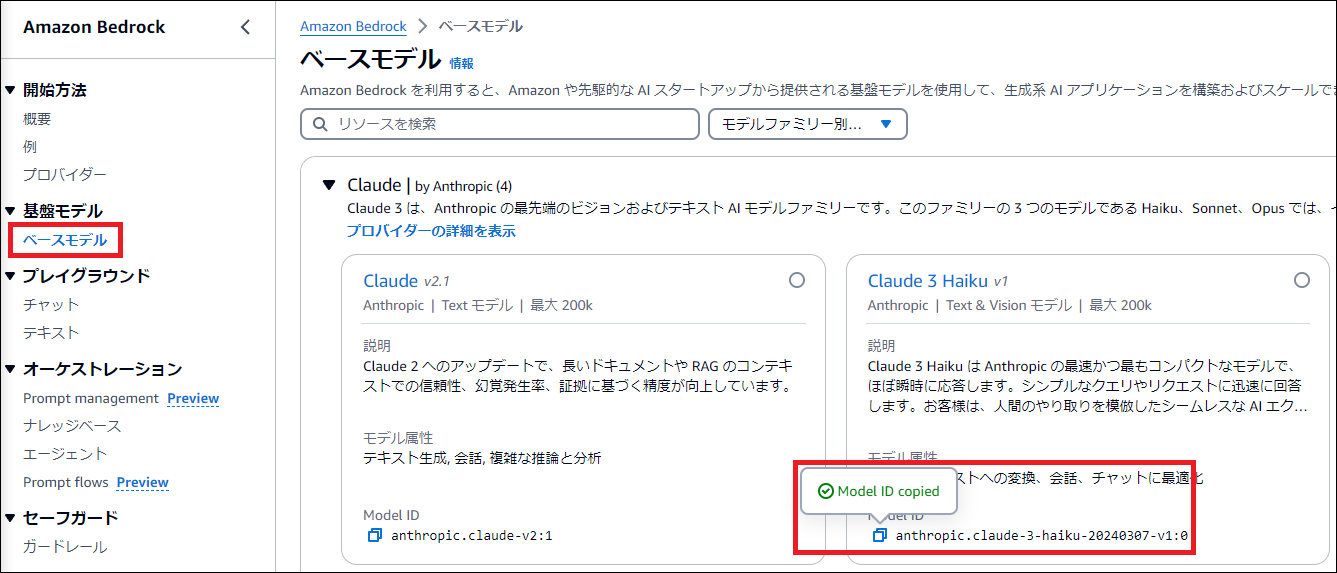 Amazon Bedrock
開始方法
概要
例
プロバイダー
基盤モデル
ベースモデル
プレイグラウンド
チャット
テキスト
オーケストレーション
Prompt management Preview
ナレッジベース
エージェント
Prompt flows Preview
セーフガード
ガードレール
Amazon Bedrock > ベースモデル
ベースモデル 情報
Amazon Bedrock を利用すると、Amazon や先駆的な AI スタートアップから提供される基盤モデルを使用して、生成系 AI アプリケーションを構築およびスケールでき
リソースを検索
モデルファミリー別...
Claude | by Anthropic (4)
Claude 3 は、Anthropic の最先端のビジョンおよびテキスト AI モデルファミリーです。このファミリーの 3 つのモデルである Haiku、Sonnet、Opus では、
プロバイダーの詳細を表示
Claude v2.1
Anthropic | Text モデル | 最大 200k
説明
Claude 2 へのアップデートで、長いドキュメントや RAG のコンテキ
ストでの信頼性、幻覚発生率、証拠に基づく精度が向上しています。
モデル属性
テキスト生成, 会話, 複雑な推論と分析
Model ID
anthropic.claude-v2:1
Claude 3 Haiku v1
Anthropic | Text & Vision モデル | 最大 200k
説明
Claude 3 Haiku は Anthropic の最速かつ最もコンパクトなモデルで、
ほぼ瞬時に応答します。シンプルなクエリやリクエストに迅速に回答
します。お客様は、人間のやり取りを模倣したシームレスな AI エク...
モデル属性
ストへの変換、会話、チャットに最適化
Model ID copied
Model ID
anthropic.claude-3-haiku-20240307-v1:0